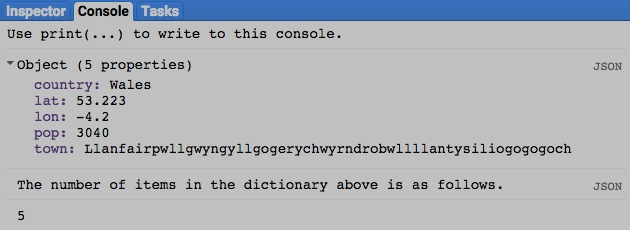 Inspector Console Tasks
Use print(...) to write to this console.
Object (5 properties) JSON
country: Wales
lat: 53.223
lon: -4.2
pop: 3040
town: Llanfairpwllgwyngyllgogerychwyrndrobwllllantysiliogogogoch
The number of items in the dictionary above is as follows. JSON
5